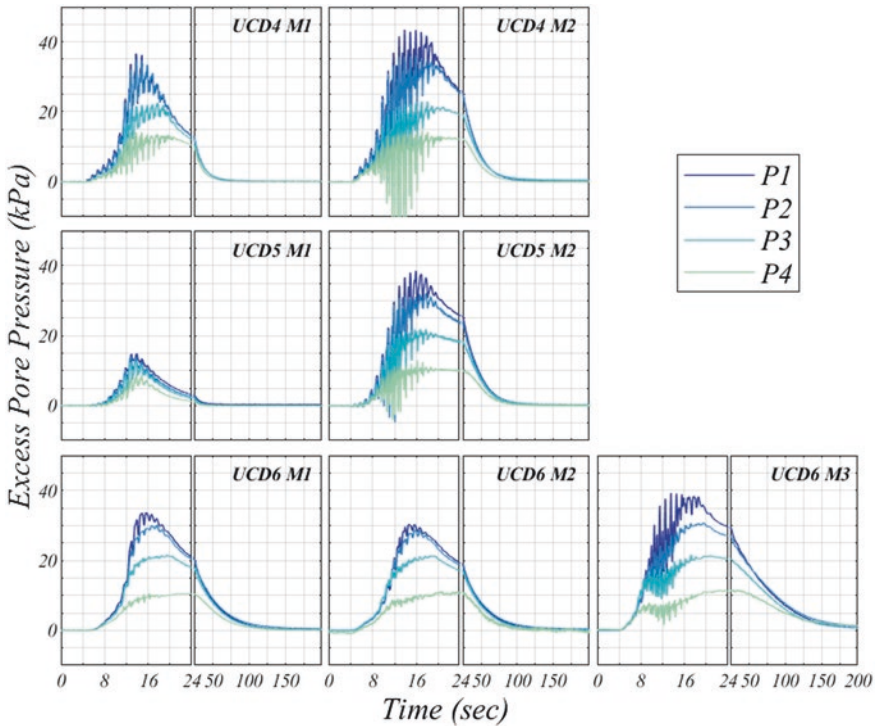 UCD4 M1
UCD4 M2
40
20
0
P1
P2
P3
P4
UCD5 M1
UCD5 M2
40
20
0
UCD6 M1
UCD6 M2
UCD6 M3
40
20
0
Excess Pore Pressure (kPa)
0 8 16 24 50 100 150 0 8 16 24 50 100 150 0 8 16 24 50 100 150 200
Time (sec)